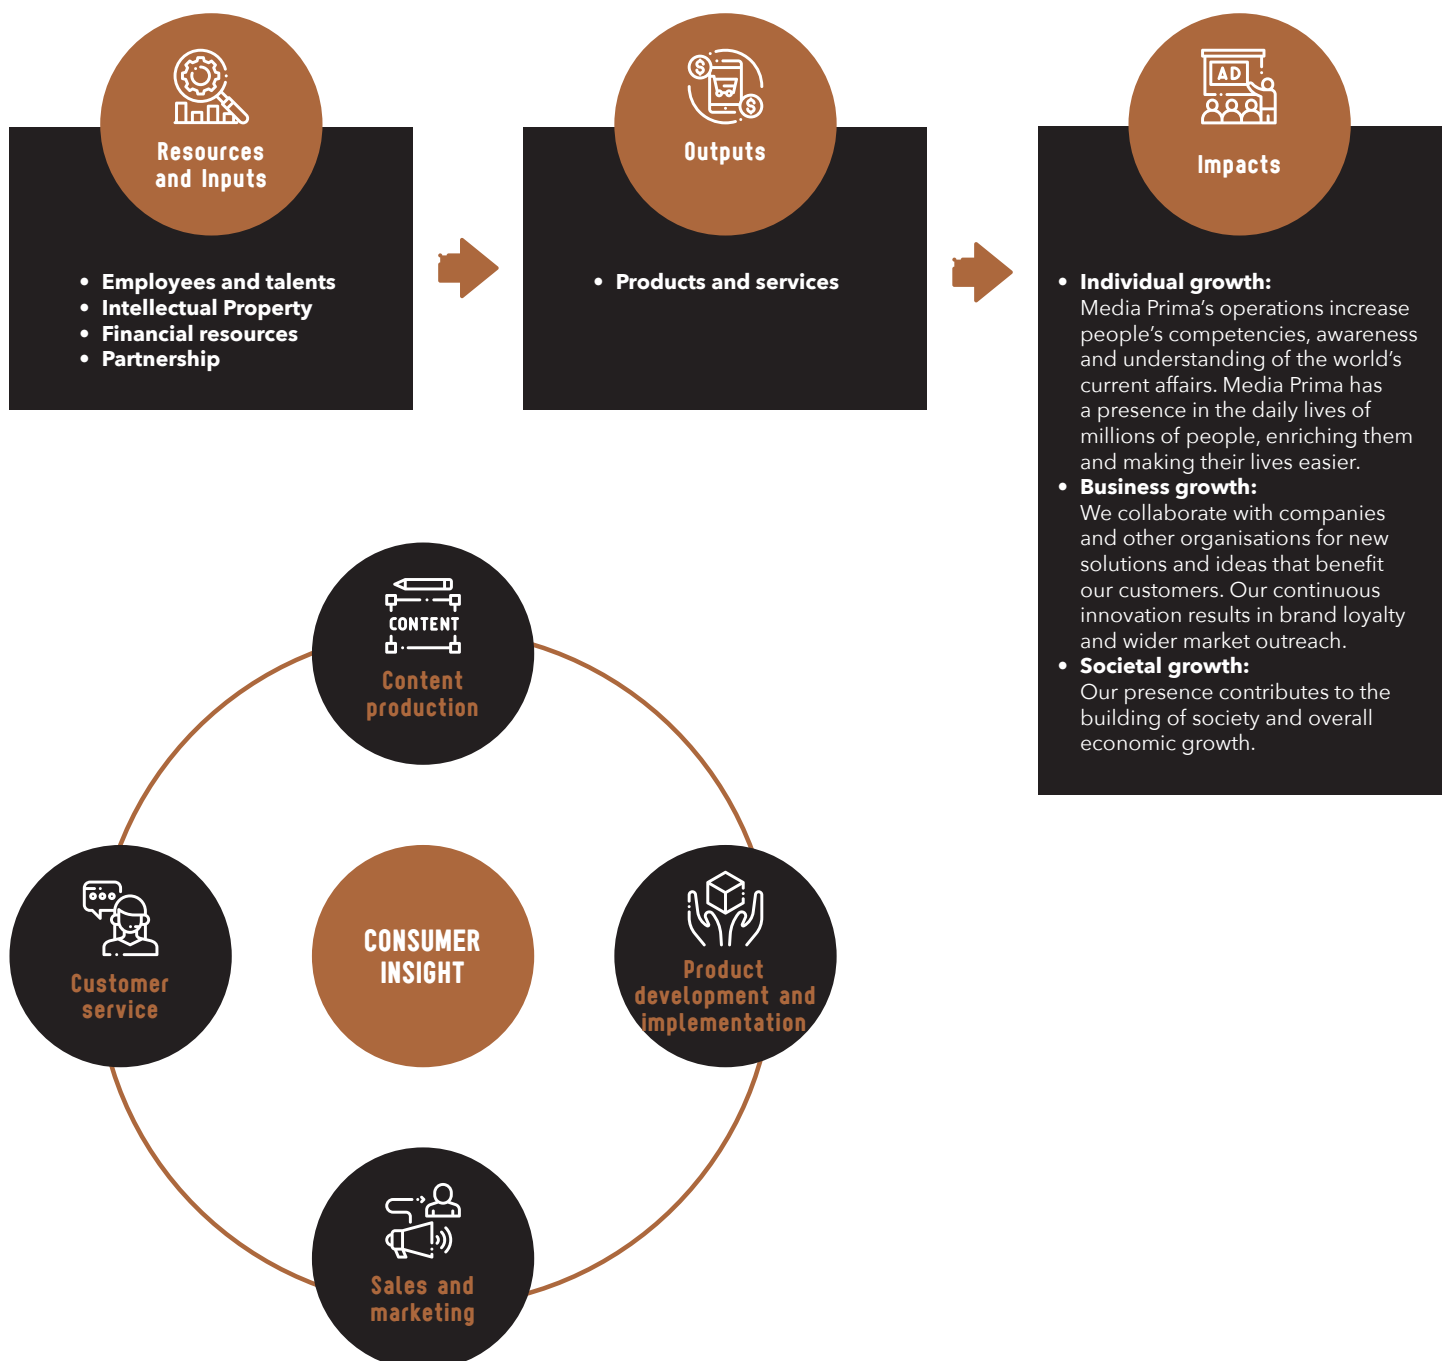 Resources
and Inputs
• Employees and talents
• Intellectual Property
• Financial resources
• Partnership
Outputs
• Products and services
AD
Impacts
• Individual growth:
Media Prima’s operations increase
people’s competencies, awareness
and understanding of the world’s
current affairs. Media Prima has
a presence in the daily lives of
millions of people, enriching them
and making their lives easier.
• Business growth:
We collaborate with companies
and other organisations for new
solutions and ideas that benefit
our customers. Our continuous
innovation results in brand loyalty
and wider market outreach.
• Societal growth:
Our presence contributes to the
building of society and overall
economic growth.
CONTENT
Content
production
Customer
service
CONSUMER
INSIGHT
Product
development and
implementation
Sales and
marketing